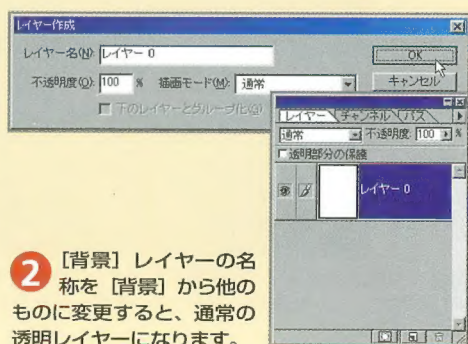 レイヤー作成
レイヤー名(N): レイヤー 0
OK
不透明度(O): 100 % 描画モード(M): 通常
キャンセル
下のレイヤーとグループ化(G)
レイヤー チャンネル パス
通常 不透明度: 100 %
透明部分の保護
レイヤー 0
2 [背景] レイヤーの名
称を [背景] から他の
ものに変更すると、通常の
透明レイヤーになります。